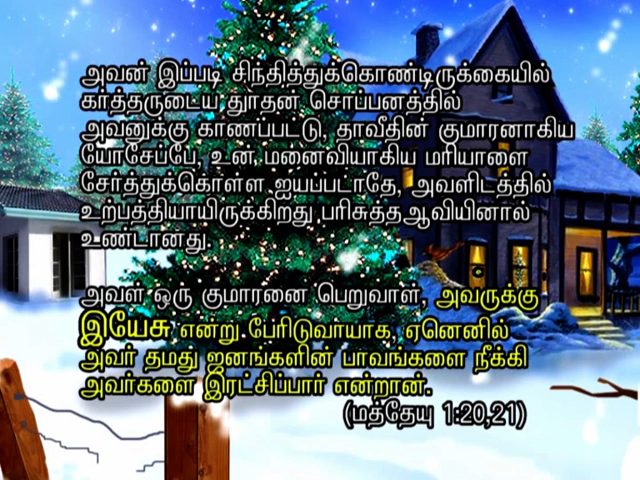 அவன் இப்படி சிந்தித்துக்கொண்டிருக்கையில்
கர்த்தருடைய தூதன் சொப்பனத்தில்
அவனுக்கு காணப்பட்டு, தாவீதின் குமாரனாகிய
யோசேப்பே, உன் மனைவியாகிய மரியாளை
சேர்த்துக்கொள்ள ஐயப்படாதே, அவளிடத்தில்
உற்பத்தியாயிருக்கிறது பரிசுத்தஆவியினால்
உண்டானது.
அவள் ஒரு குமாரனை பெறுவாள், அவருக்கு
இயேசு என்று பேரிடுவாயாக, ஏனெனில்
அவர் தமது ஜனங்களின் பாவங்களை நீக்கி
அவர்களை இரட்சிப்பார் என்றான்.
(மத்தேயு 1:20,21)